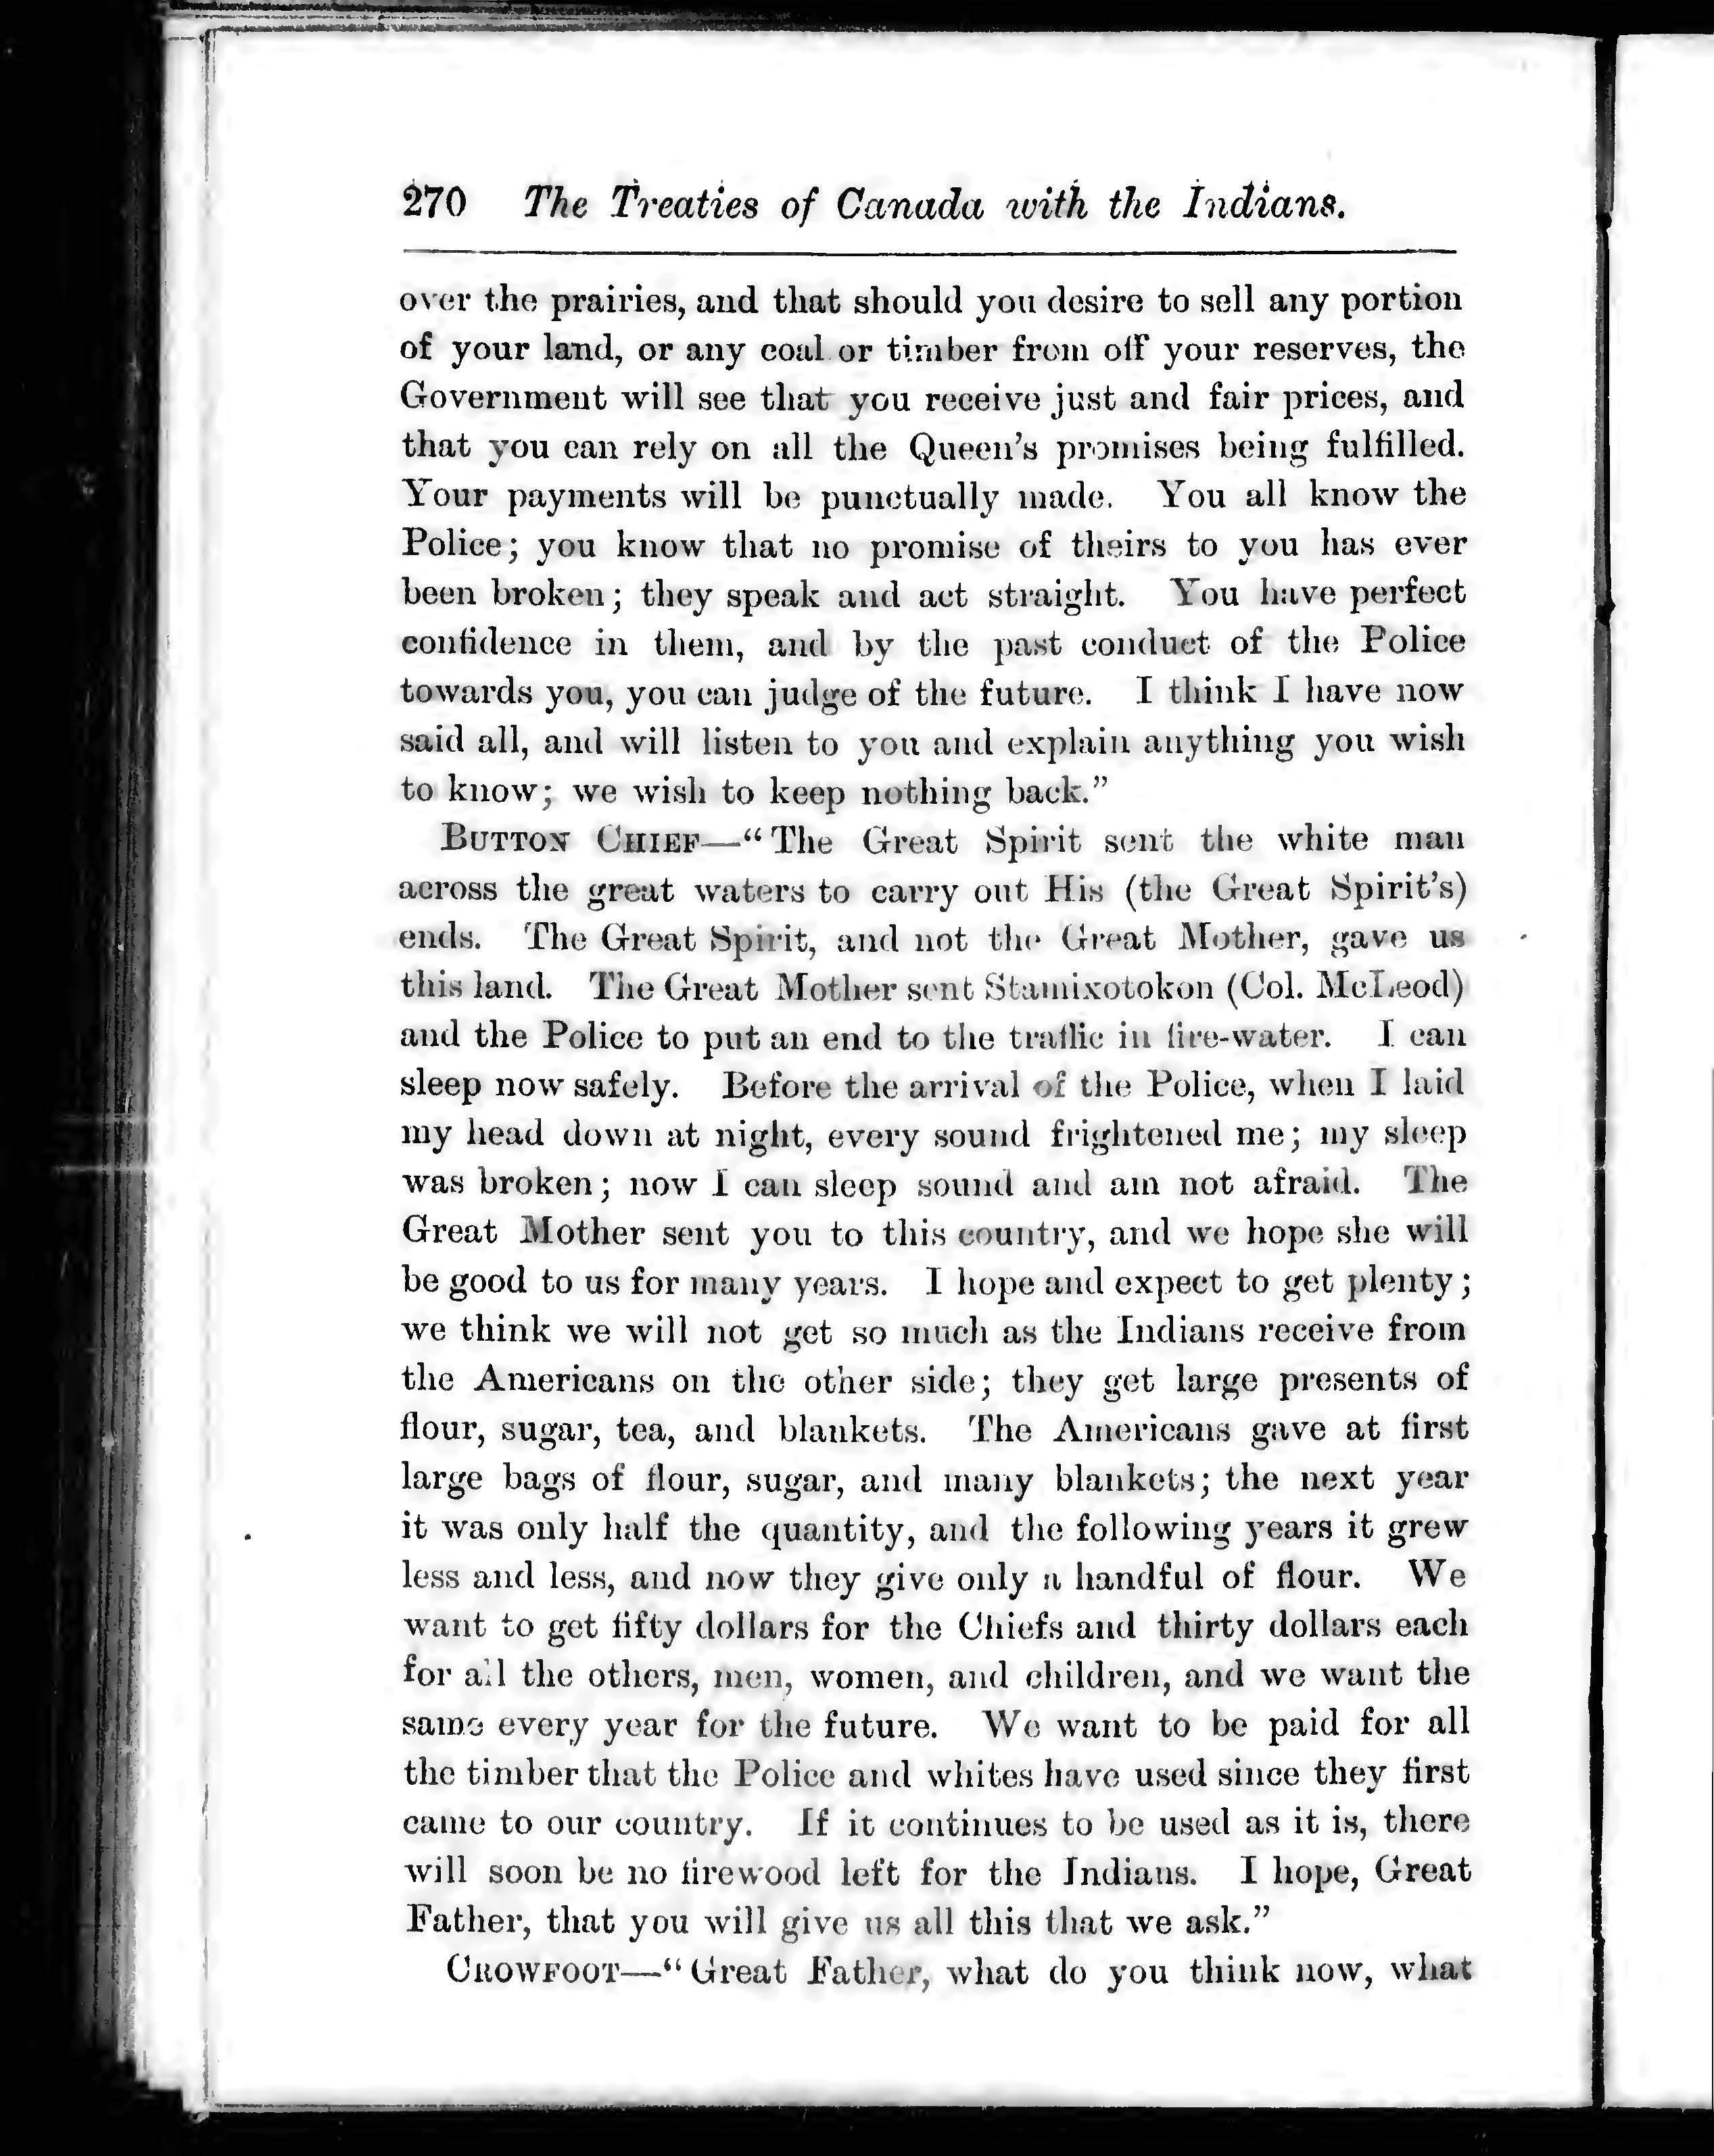 270 The Treaties of Canada with the Indians.
over the prairies, and that should you desire to sell any portion
of your land, or any coal or timber from off your reserves, the
Government will see that you receive just and fair prices, and
that you can rely on all the Queen's promises being fulfilled.
Your payments will be punctually made. You all know the
Police; you know that no promise of theirs to you has ever
been broken; they speak and act straight. You have perfect
confidence in them, and by the past conduct of the Police
towards you, you can judge of the future. I think I have now
said all, and will listen to you and explain anything you wish
to know; we wish to keep nothing back."
BUTTON CHIEF—"The Great Spirit sent the white man
across the great waters to carry out His (the Great Spirit's)
ends. The Great Spirit, and not the Great Mother, gave us
this land. The Great Mother sent Stamixotokon (Col. McLeod)
and the Police to put an end to the traffic in fire-water. I can
sleep now safely. Before the arrival of the Police, when I laid
my head down at night, every sound frightened me; my sleep
was broken; now I can sleep sound and am not afraid. The
Great Mother sent you to this country, and we hope she will
be good to us for many years. I hope and expect to get plenty;
we think we will not get so much as the Indians receive from
the Americans on the other side; they get large presents of
flour, sugar, tea, and blankets. The Americans gave at first
large bags of flour, sugar, and many blankets; the next year
it was only half the quantity, and the following years it grew
less and less, and now they give only a handful of flour. We
want to get fifty dollars for the Chiefs and thirty dollars each
for all the others, men, women, and children, and we want the
same every year for the future. We want to be paid for all
the timber that the Police and whites have used since they first
came to our country. If it continues to be used as it is, there
will soon be no firewood left for the Indians. I hope, Great
Father, that you will give us all this that we ask."
CROWFOOT—"Great Father, what do you think now, what